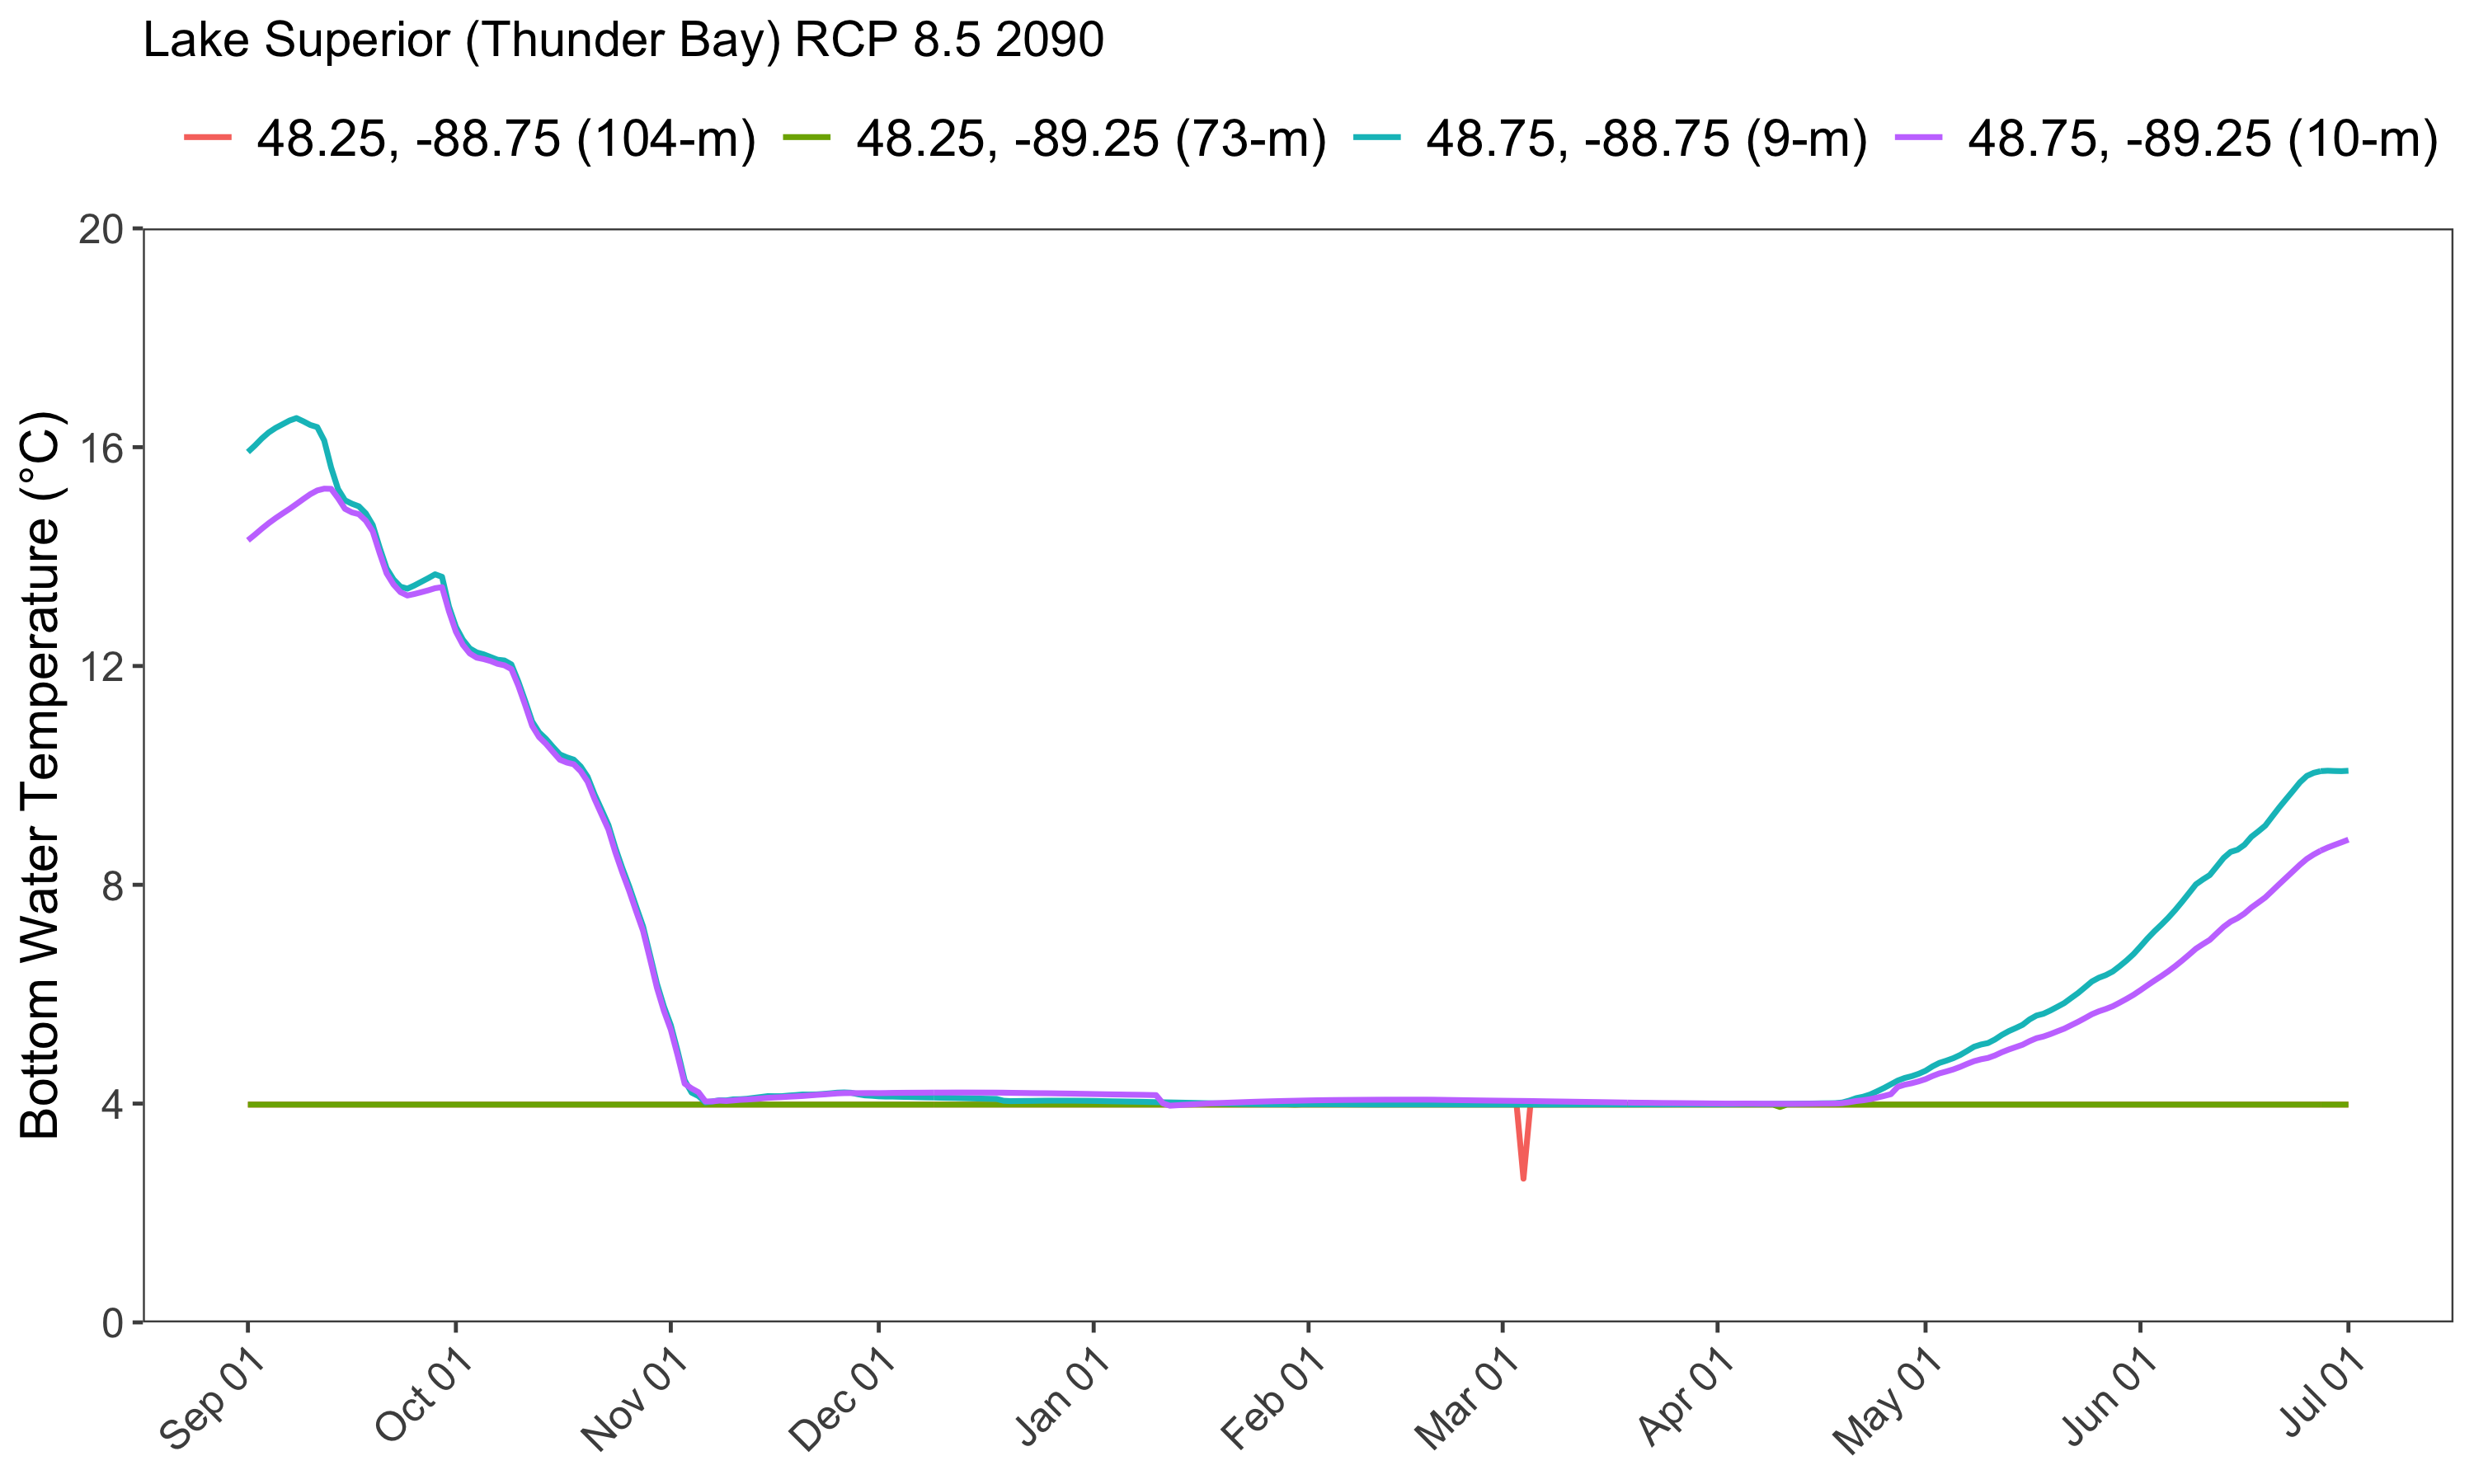 Lake Superior (Thunder Bay) RCP 8.5 2090
48.25, -88.75 (104-m) 48.25, -89.25 (73-m) 48.75, -88.75 (9-m) 48.75, -89.25 (10-m)
Bottom Water Temperature (°C)
20
16
12
8
4
0
Sep 01 Oct 01 Nov 01 Dec 01 Jan 01 Feb 01 Mar 01 Apr 01 May 01 Jun 01 Jul 01